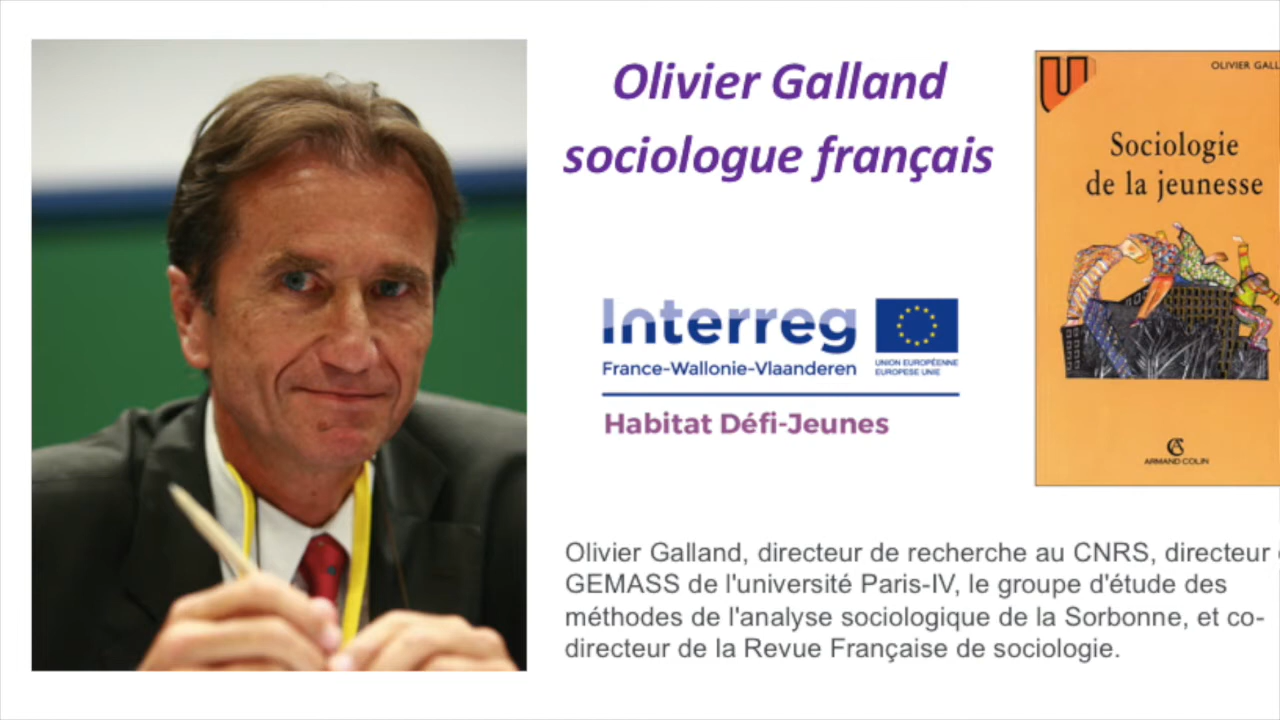 Olivier Galland
sociologue français
Interreg
France-Wallonie-Vlaanderen
UNION EUROPÉENNE
EUROPESE UNIE
Habitat Défi-Jeunes
U
OLIVIER GALL
Sociologie
de la jeunesse
ARMAND COLIN
Olivier Galland, directeur de recherche au CNRS, directeur
GEMASS de l'université Paris-IV, le groupe d'étude des
méthodes de l'analyse sociologique de la Sorbonne, et co-
directeur de la Revue Française de sociologie.